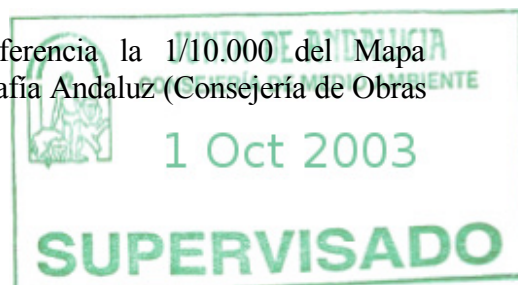 ferencia la 1/10.000 del Mapa
JUNTA DE ANDALUCIA
afía Andaluz (Consejería de Obras
CONSEJERÍA DE MEDIO AMBIENTE
1 Oct 2003
SUPERVISADO